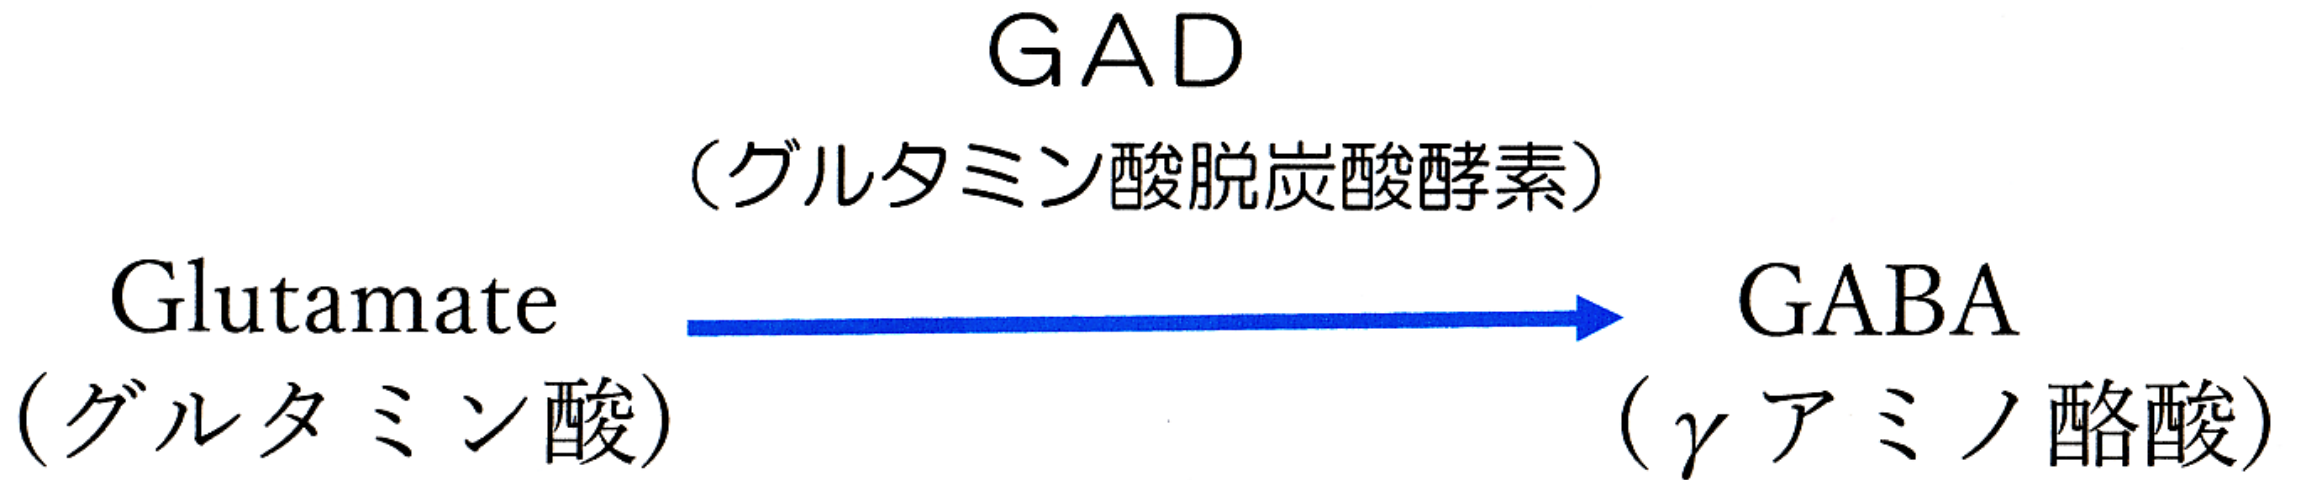 GAD
（グルタミン酸脱炭酸酵素）
Glutamate
GABA
（グルタミン酸）
（γアミノ酪酸）